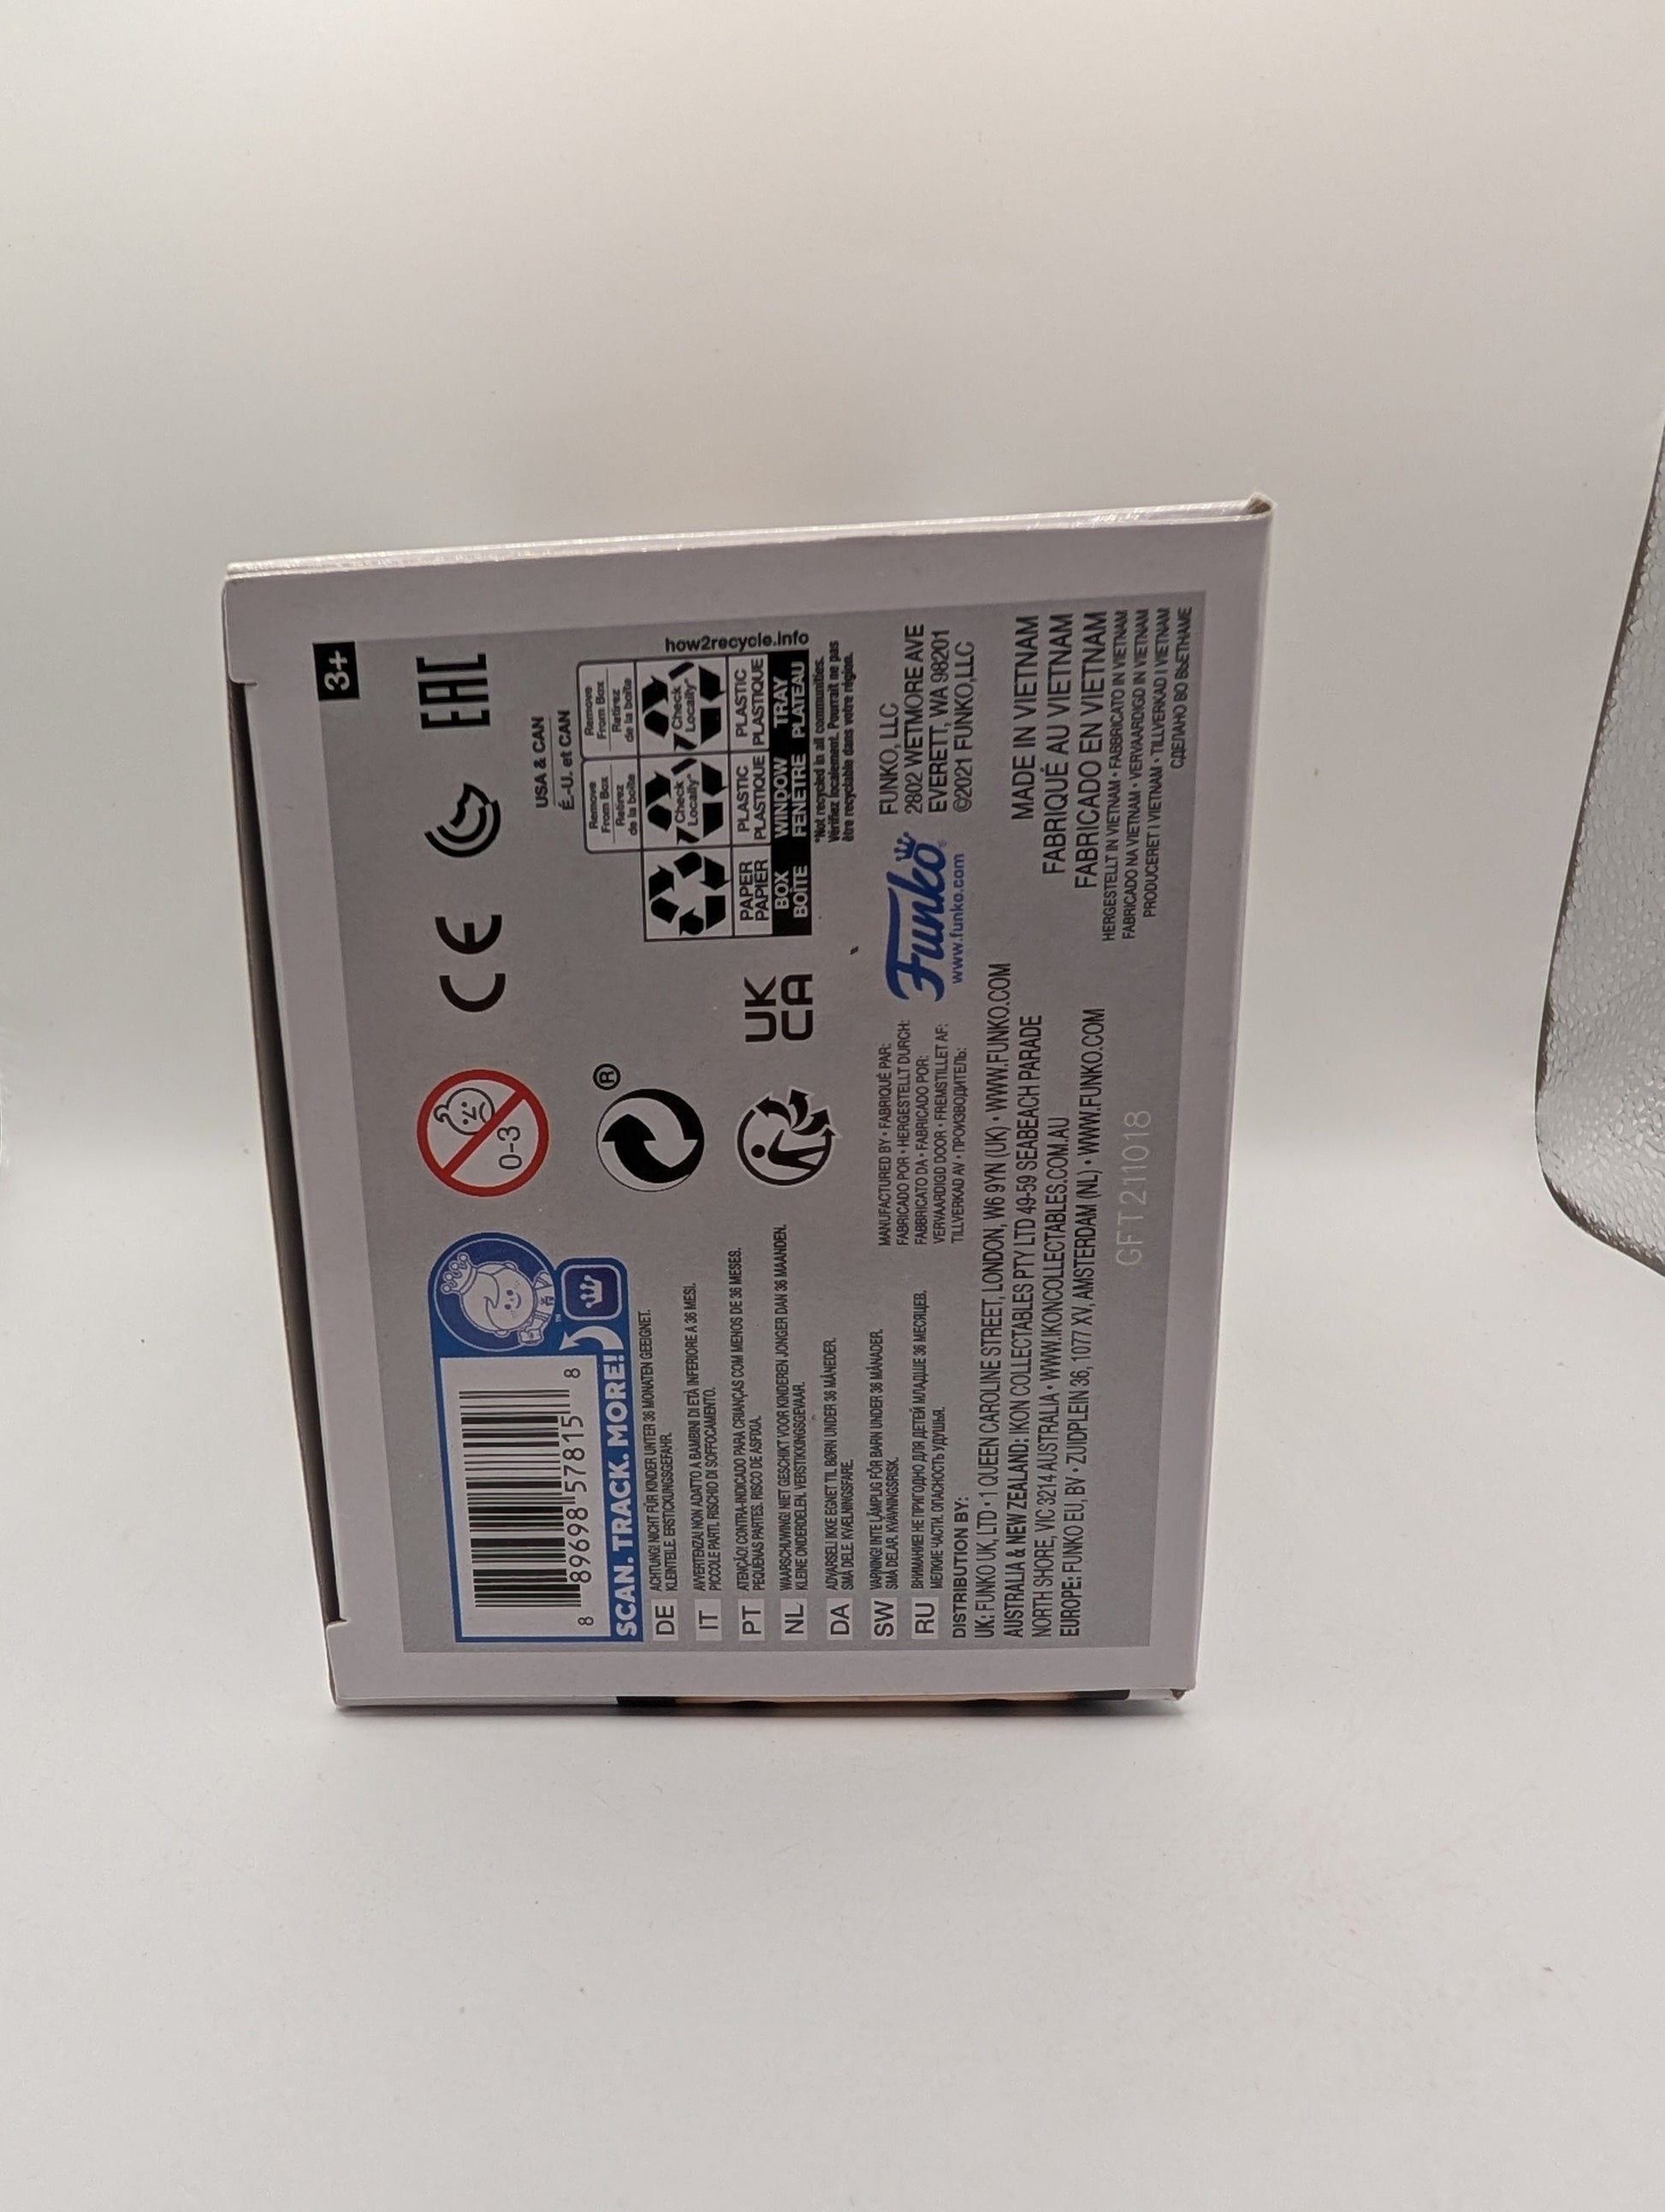 3+
8 89698 57815 8
SCAN. TRACK. MORE!
™
0-3
CE
EAC
®
USA & CAN
É.-U. et CAN
Remove
From Box
Retirez
de la boîte
Remove
From Box
Retirez
de la boîte
Check
Locally*
Check
Locally*
PAPER
PAPIER
PLASTIC
PLASTIQUE
PLASTIC
PLASTIQUE
BOX
BOÎTE
WINDOW
FENÊTRE
TRAY
PLATEAU
how2recycle.info
*Not recycled in all communities.
Vérifiez localement. Pourrait ne pas
être recyclable dans votre région.
UK
CA
DE ACHTUNG! NICHT FÜR KINDER UNTER 36 MONATEN GEEIGNET.
KLEINTEILE. ERSTICKUNGSGEFAHR.
IT AVVERTENZA! NON ADATTO A BAMBINI DI ETÀ INFERIORE A 36 MESI.
PICCOLE PARTI. RISCHIO DI SOFFOCAMENTO.
PT ATENÇÃO! CONTRA-INDICADO PARA CRIANÇAS COM MENOS DE 36 MESES.
PEQUENAS PARTES. RISCO DE ASFIXIA.
NL WAARSCHUWING! NIET GESCHIKT VOOR KINDEREN JONGER DAN 36 MAANDEN.
KLEINE ONDERDELEN. VERSTIKKINGSGEVAAR.
DA ADVARSEL! IKKE EGNET TIL BØRN UNDER 36 MÅNEDER.
SMÅ DELE. KVÆLNINGSFARE.
SW VARNING! INTE LÄMPLIG FÖR BARN UNDER 36 MÅNADER.
SMÅ DELAR. KVÄVNINGSRISK.
RU ВНИМАНИЕ! НЕ ПРИГОДНО ДЛЯ ДЕТЕЙ МЛАДШЕ 36 МЕСЯЦЕВ.
МЕЛКИЕ ЧАСТИ. ОПАСНОСТЬ УДУШЬЯ.
MANUFACTURED BY • FABRIQUÉ PAR:
FABRICADO POR • HERGESTELLT DURCH:
FABBRICATO DA • FABRICADO POR:
VERVAARDIGD DOOR • FREMSTILLET AF:
TILLVERKAD AV • ПРОИЗВОДИТЕЛЬ:
Funko
www.funko.com
FUNKO, LLC
2802 WETMORE AVE
EVERETT, WA 98201
©2021 FUNKO,LLC
DISTRIBUTION BY:
UK: FUNKO UK, LTD • 1 QUEEN CAROLINE STREET, LONDON, W6 9YN (UK) • WWW.FUNKO.COM
AUSTRALIA & NEW ZEALAND: IKON COLLECTABLES PTY LTD 49-59 SEABEACH PARADE
NORTH SHORE, VIC 3214 AUSTRALIA • WWW.IKONCOLLECTABLES.COM.AU
EUROPE: FUNKO EU, BV • ZUIDPLEIN 36, 1077 XV, AMSTERDAM (NL) • WWW.FUNKO.COM
MADE IN VIETNAM
FABRIQUÉ AU VIETNAM
FABRICADO EN VIETNAM
HERGESTELLT IN VIETNAM • FABBRICATO IN VIETNAM
FABRICADO NA VIETNAM • VERVAARDIGD IN VIETNAM
PRODUCERET I VIETNAM • TILLVERKAD I VIETNAM
СДЕЛАНО ВО ВЬЕТНАМЕ
GFT211018